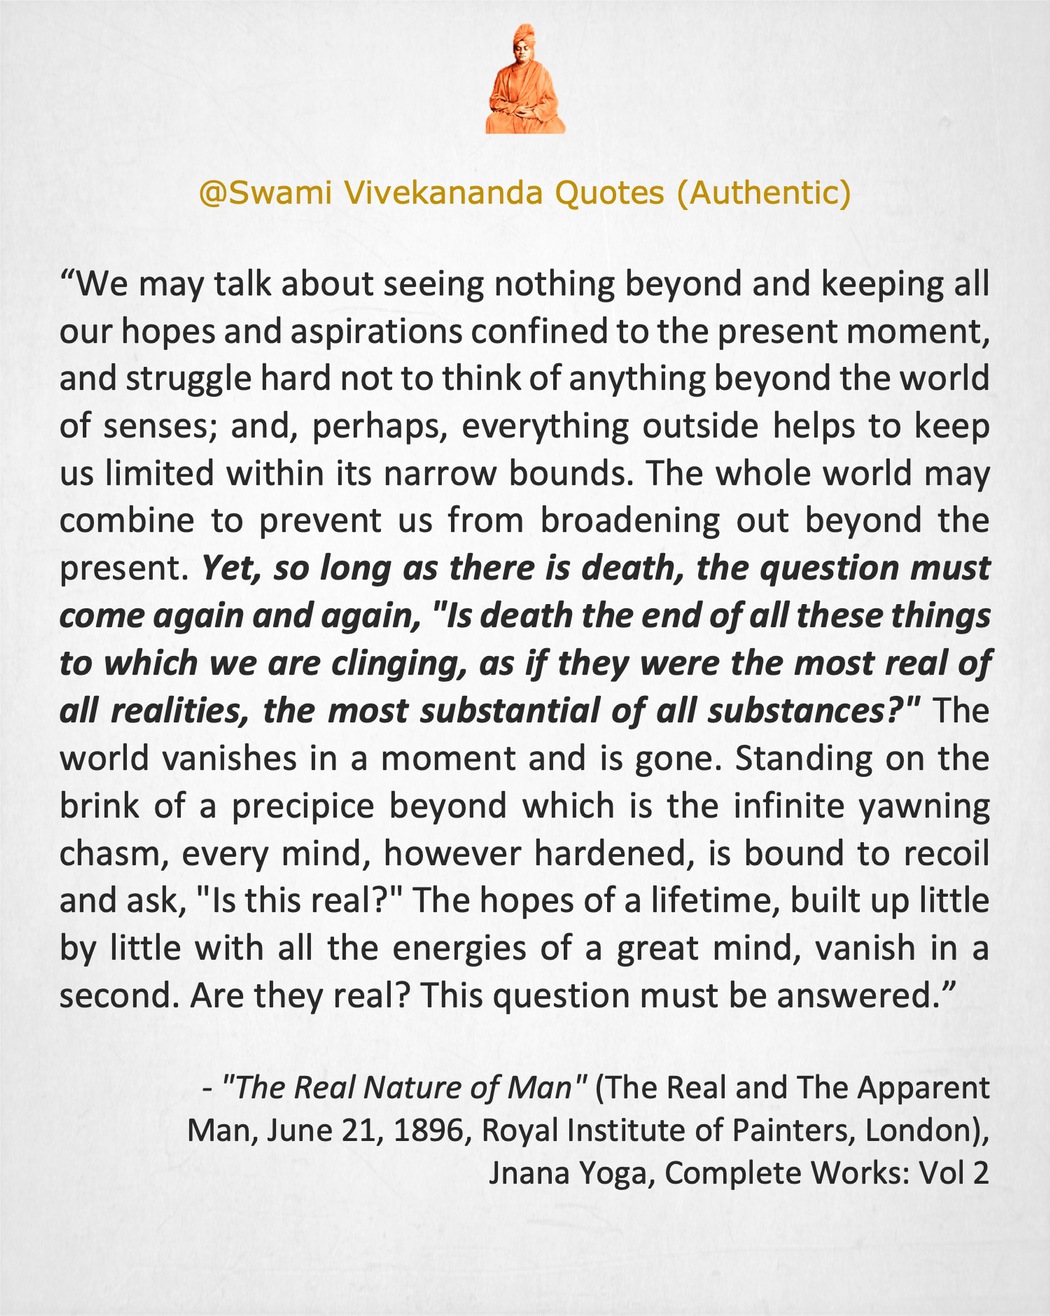 @Swami Vivekananda Quotes (Authentic)
“We may talk about seeing nothing beyond and keeping all
our hopes and aspirations confined to the present moment,
and struggle hard not to think of anything beyond the world
of senses; and, perhaps, everything outside helps to keep
us limited within its narrow bounds. The whole world may
combine to prevent us from broadening out beyond the
present. Yet, so long as there is death, the question must
come again and again, "Is death the end of all these things
to which we are clinging, as if they were the most real of
all realities, the most substantial of all substances?" The
world vanishes in a moment and is gone. Standing on the
brink of a precipice beyond which is the infinite yawning
chasm, every mind, however hardened, is bound to recoil
and ask, "Is this real?" The hopes of a lifetime, built up little
by little with all the energies of a great mind, vanish in a
second. Are they real? This question must be answered.”
- "The Real Nature of Man" (The Real and The Apparent
Man, June 21, 1896, Royal Institute of Painters, London),
Jnana Yoga, Complete Works: Vol 2